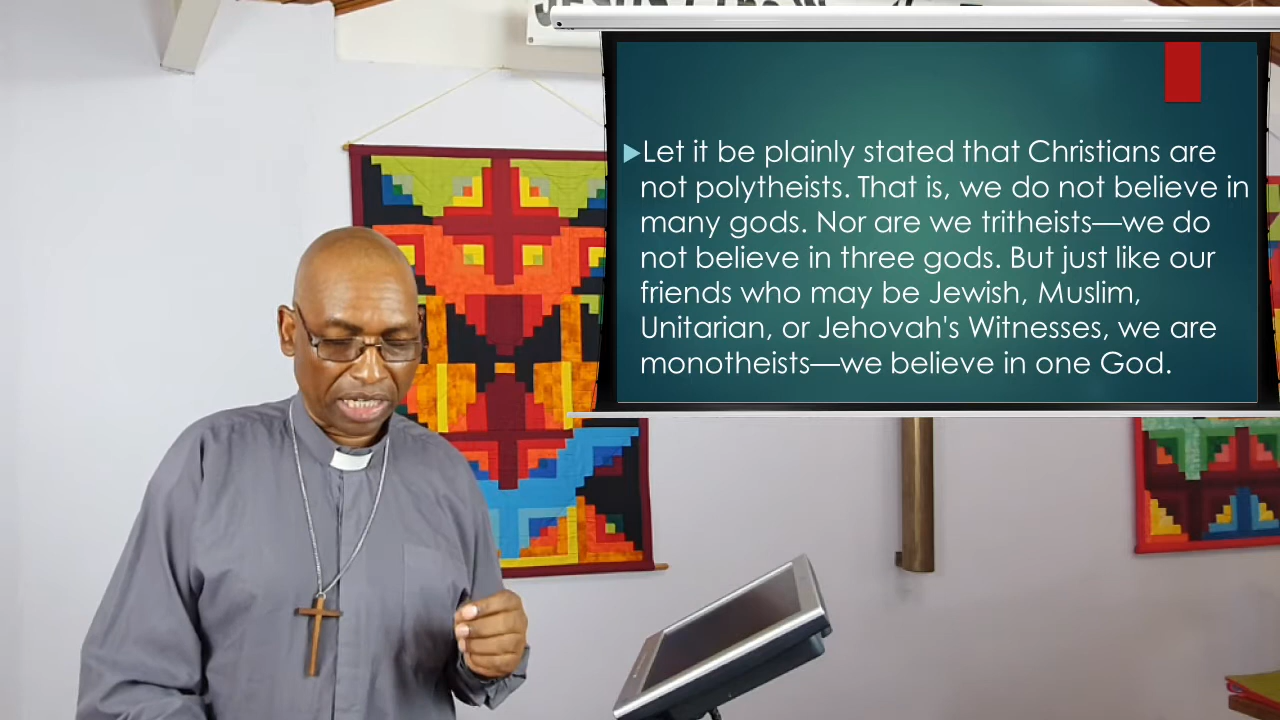 Let it be plainly stated that Christians are
not polytheists. That is, we do not believe in
many gods. Nor are we tritheists—we do
not believe in three gods. But just like our
friends who may be Jewish, Muslim,
Unitarian, or Jehovah's Witnesses, we are
monotheists—we believe in one God.